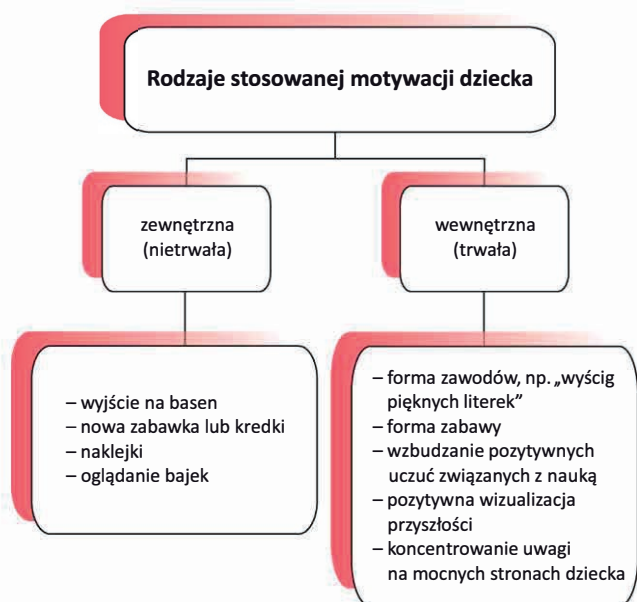 Rodzaje stosowanej motywacji dziecka
zewnętrzna
(nietrwała)
wewnętrzna
(trwała)
– wyjście na basen
– nowa zabawka lub kredki
– naklejki
– oglądanie bajek
– forma zawodów, np. „wyścig
pięknych literek”
– forma zabawy
– wzbudzanie pozytywnych
uczuć związanych z nauką
– pozytywna wizualizacja
przyszłości
– koncentrowanie uwagi
na mocnych stronach dziecka